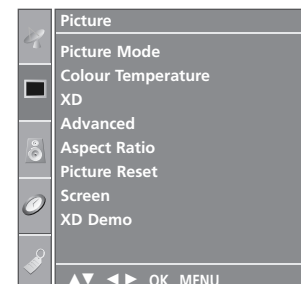 Picture
Picture Mode
Colour Temperature
XD
Advanced
Aspect Ratio
Picture Reset
Screen
XD Demo
▲▼ ◀ ▶ OK MENU